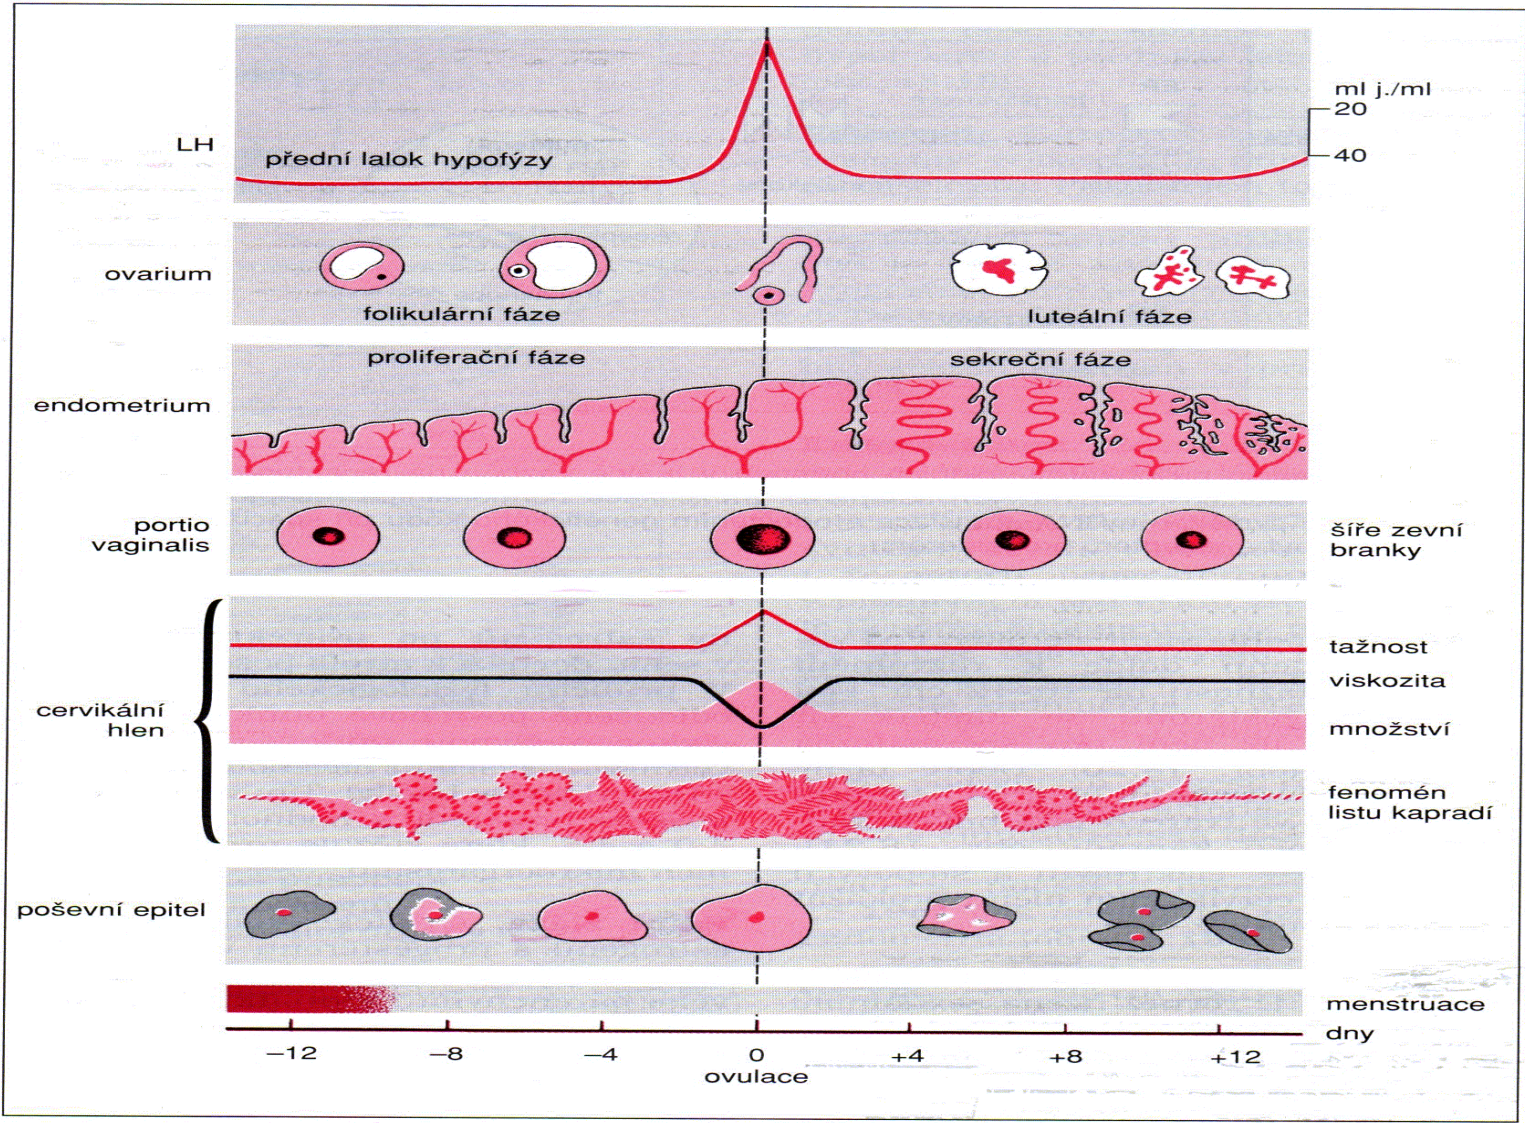 ml j./ml
20
LH
40
přední lalok hypofýzy
ovarium
folikulární fáze
luteální fáze
proliferační fáze
sekreční fáze
endometrium
portio
vaginalis
šíře zevní
branky
tažnost
viskozita
množství
cervikální
hlen
fenomén
listu kapradí
poševní epitel
menstruace
dny
−12
−8
−4
0
+4
+8
+12
ovulace